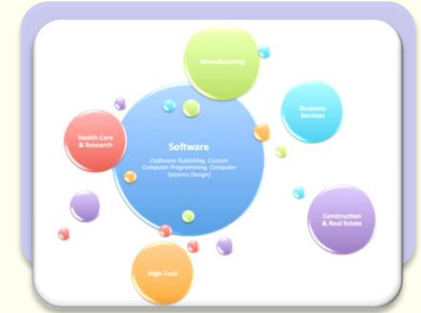 Manufacturing
Business
Services
Health Care
& Research
Software
(Software Publishing, Custom
Computer Programming, Computer
Systems Design)
Construction
& Real Estate
High-Tech